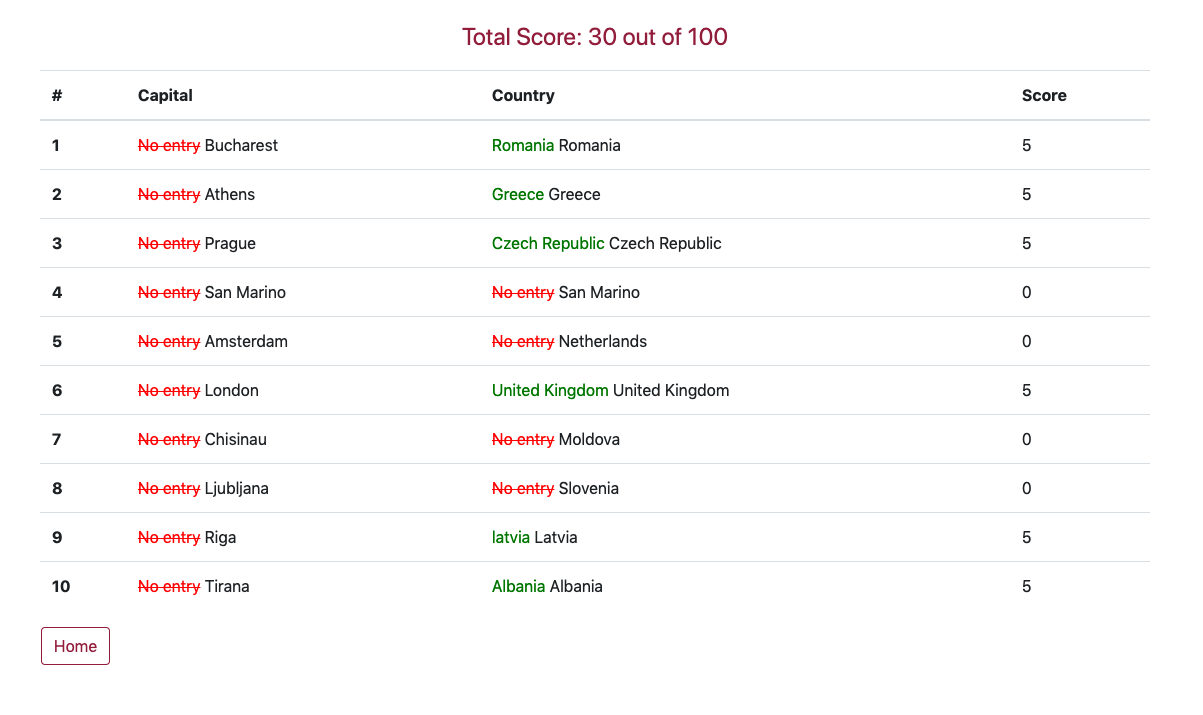 Total Score: 30 out of 100
# Capital Country Score
1 No entry Bucharest Romania Romania 5
2 No entry Athens Greece Greece 5
3 No entry Prague Czech Republic Czech Republic 5
4 No entry San Marino No entry San Marino 0
5 No entry Amsterdam No entry Netherlands 0
6 No entry London United Kingdom United Kingdom 5
7 No entry Chisinau No entry Moldova 0
8 No entry Ljubljana No entry Slovenia 0
9 No entry Riga latvia Latvia 5
10 No entry Tirana Albania Albania 5
Home